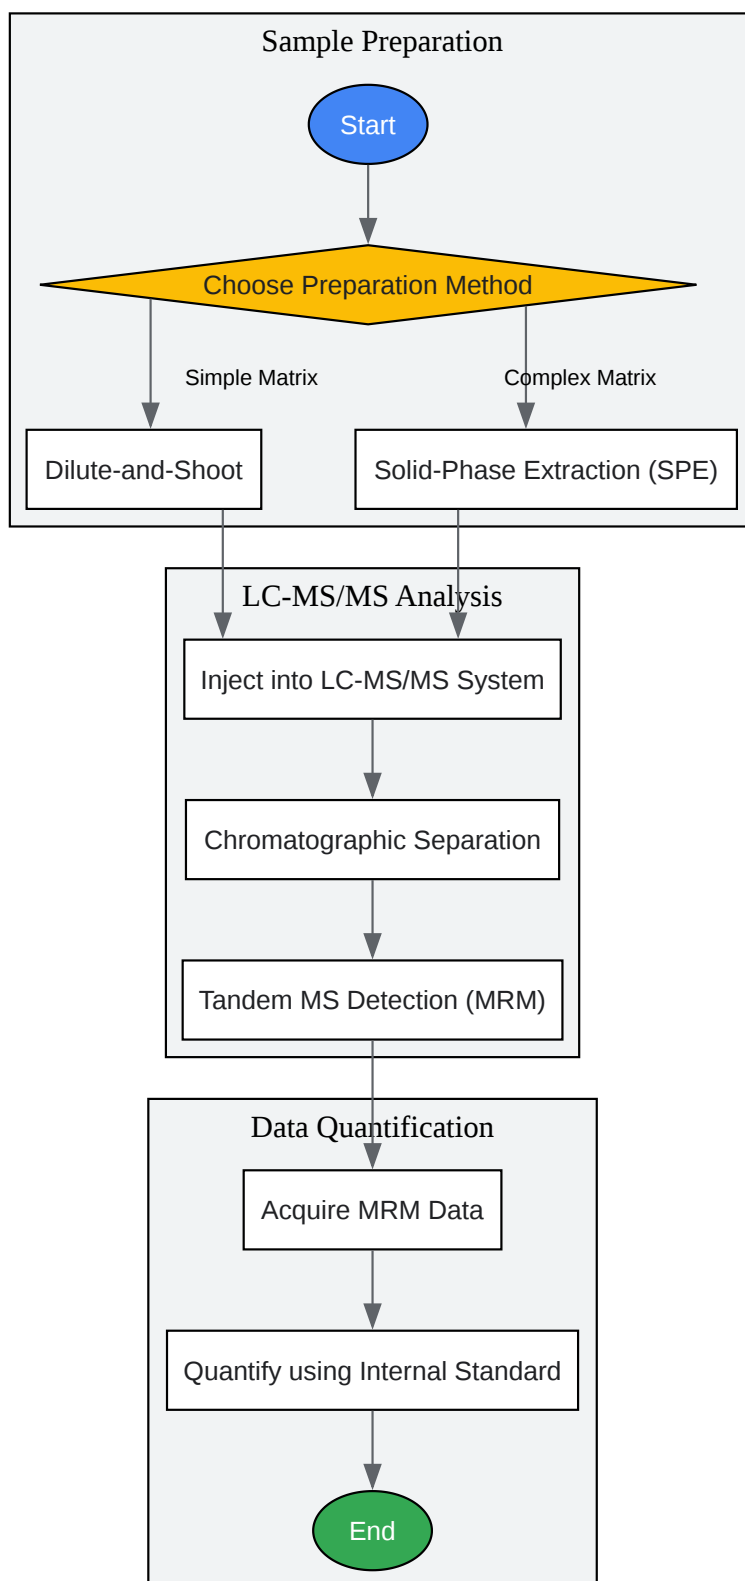 Sample Preparation
Start
Choose Preparation Method
Simple Matrix
Complex Matrix
Dilute-and-Shoot
Solid-Phase Extraction (SPE)
LC-MS/MS Analysis
Inject into LC-MS/MS System
Chromatographic Separation
Tandem MS Detection (MRM)
Data Quantification
Acquire MRM Data
Quantify using Internal Standard
End